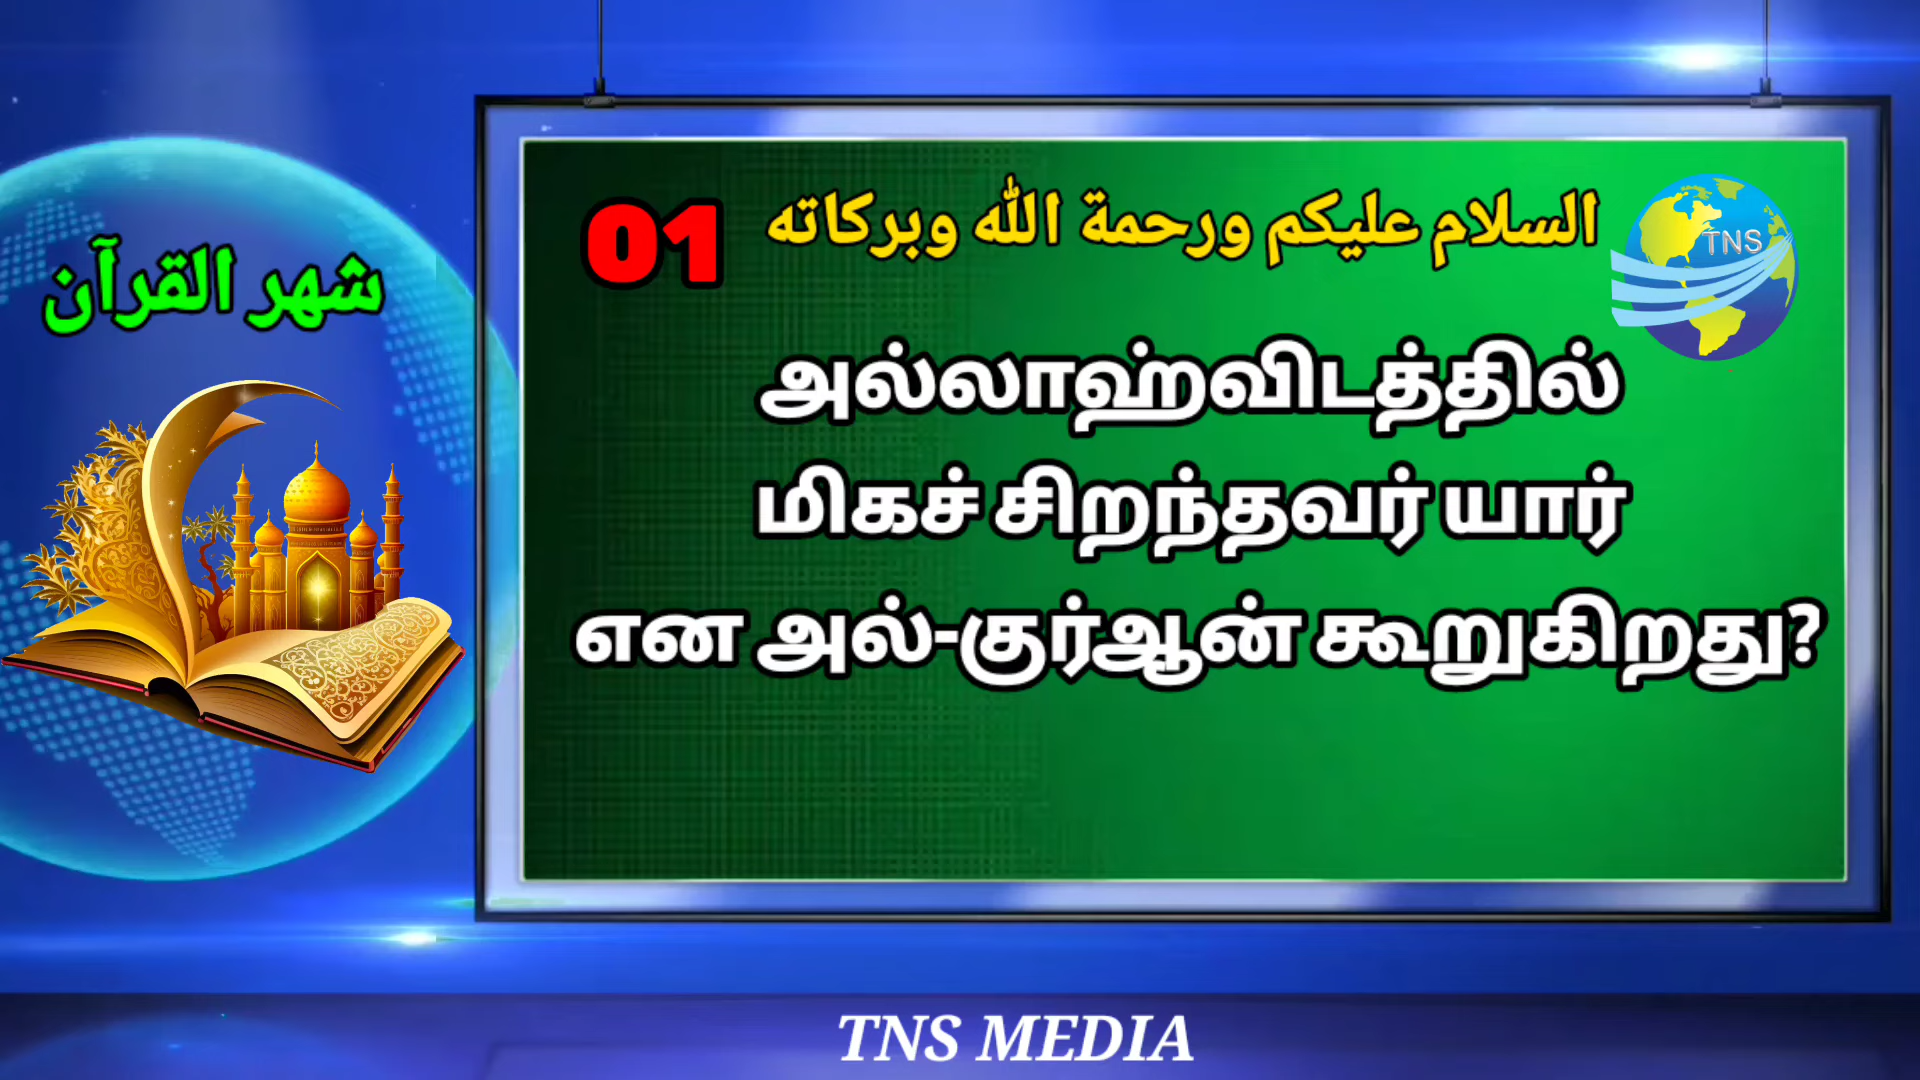 شهر القرآن
01 السلام عليكم ورحمة الله وبركاته
TNS
அல்லாஹ்விடத்தில்
மிகச் சிறந்தவர் யார்
என அல்-குர்ஆன் கூறுகிறது?
TNS MEDIA